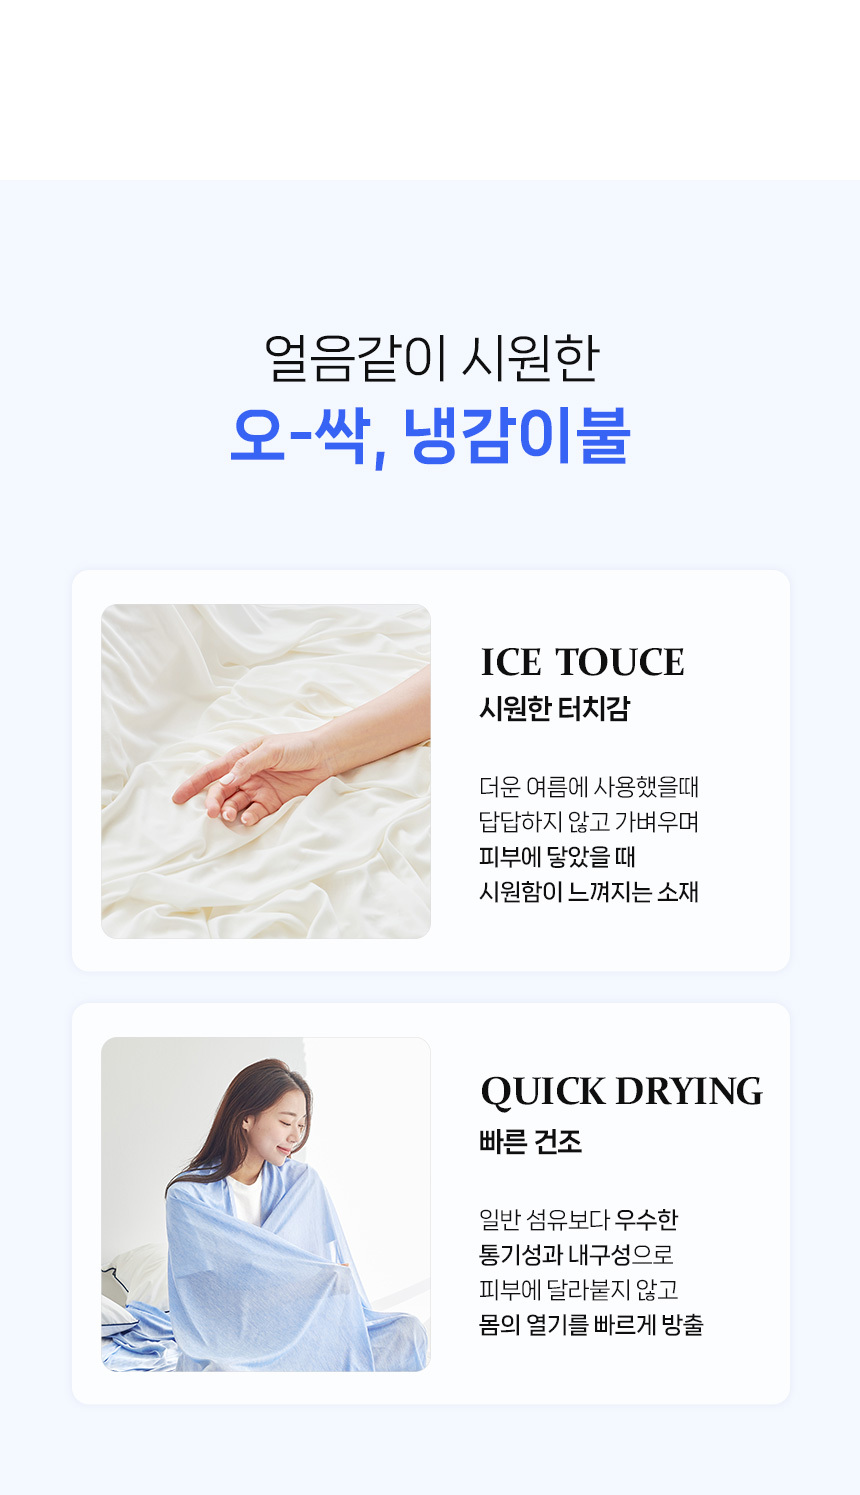 얼음같이 시원한
오-싹, 냉감이불
ICE TOUCE
시원한 터치감
더운 여름에 사용했을때
답답하지 않고 가벼우며
피부에 닿았을 때
시원함이 느껴지는 소재
QUICK DRYING
빠른 건조
일반 섬유보다 우수한
통기성과 내구성으로
피부에 달라붙지 않고
몸의 열기를 빠르게 방출